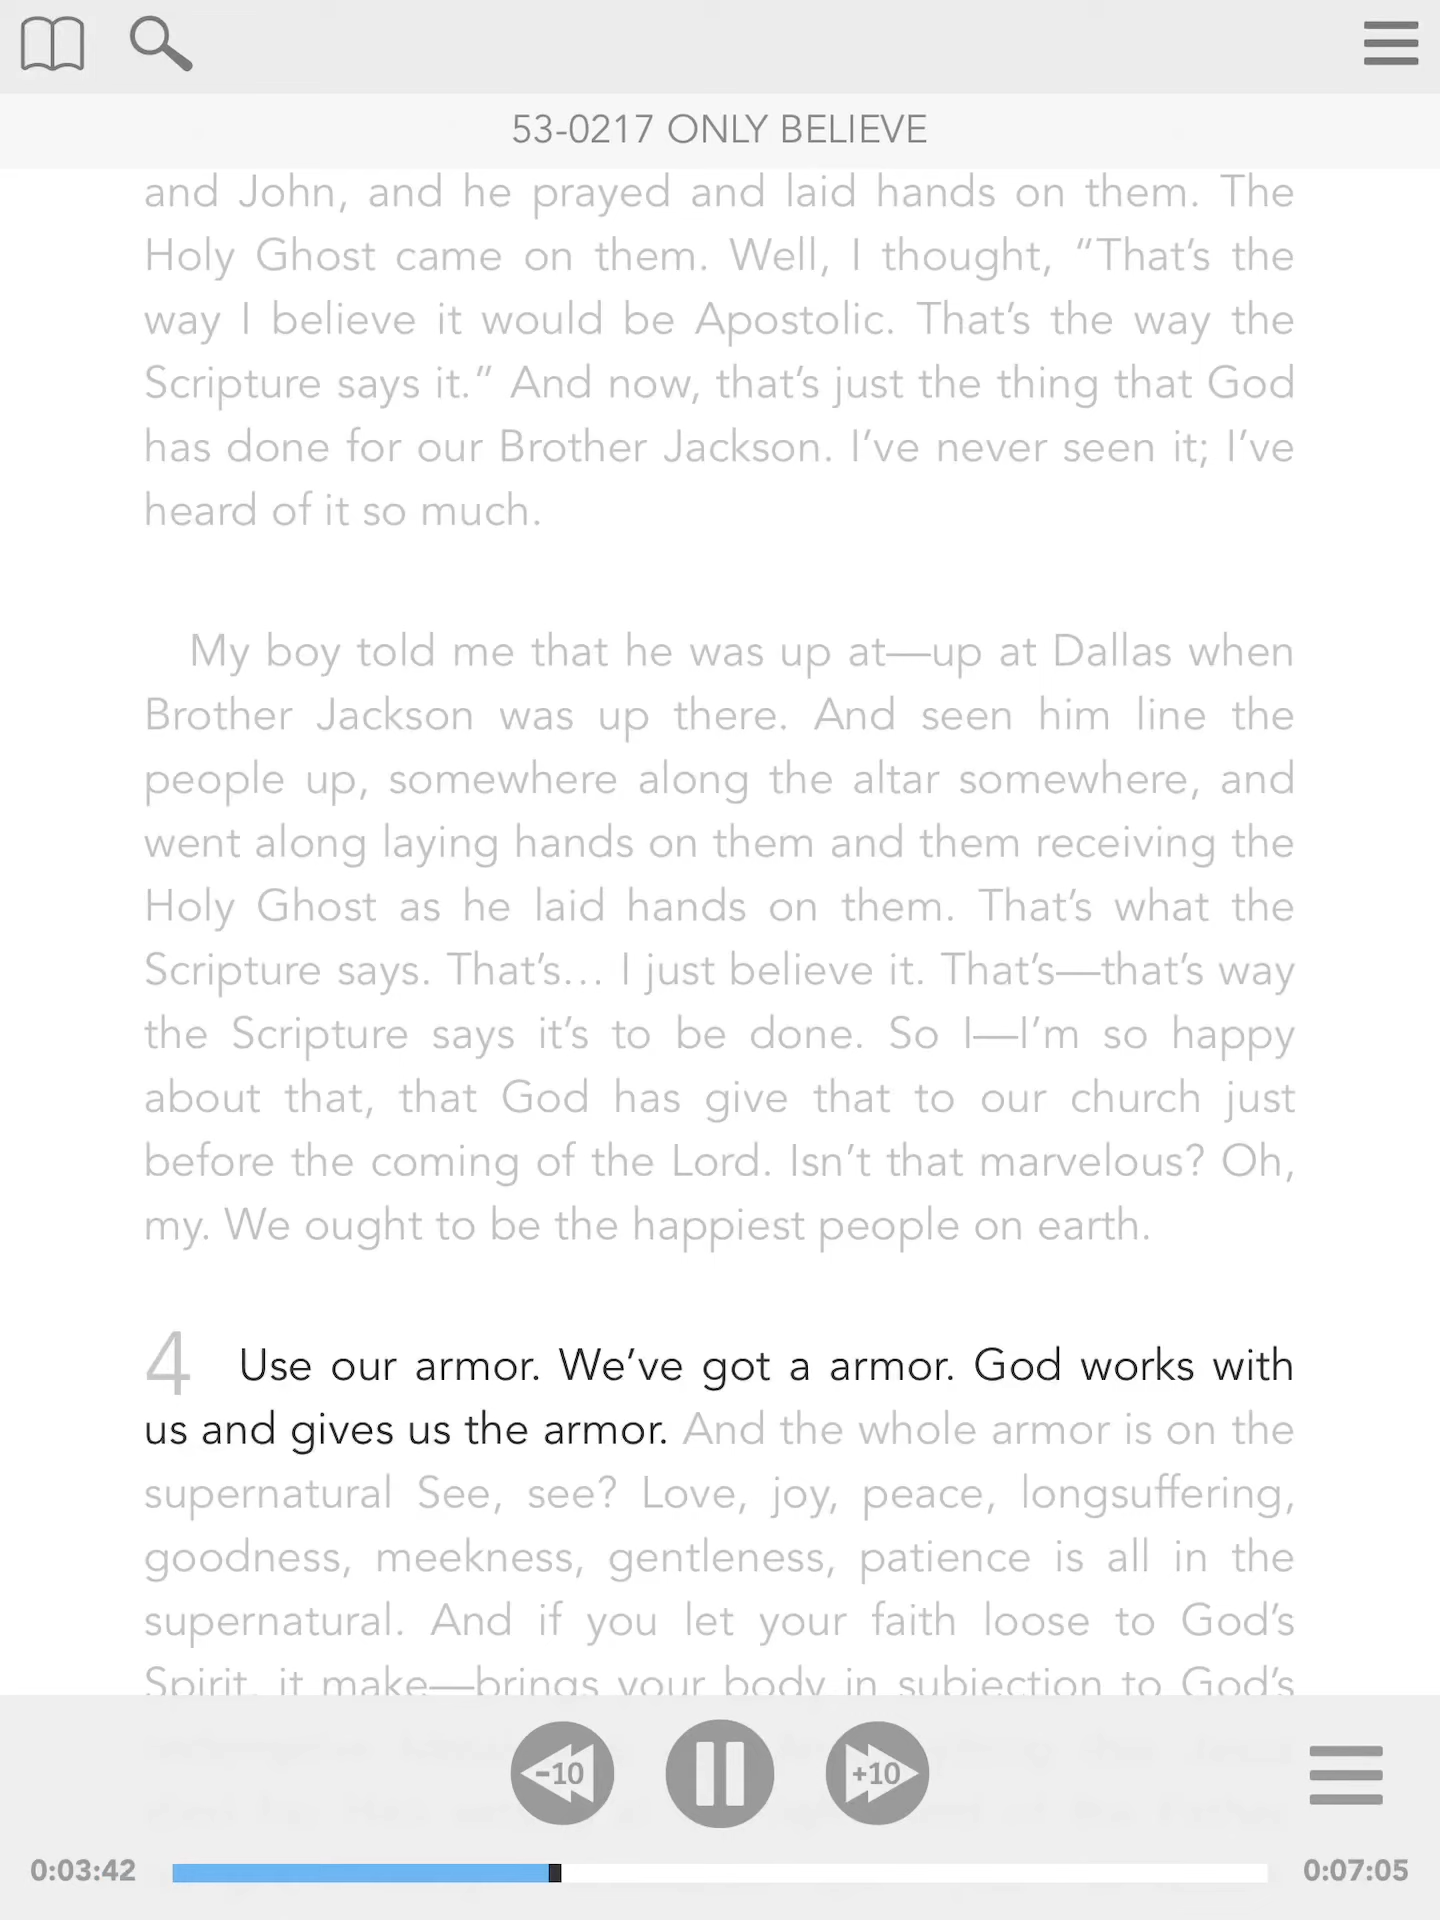 53-0217 ONLY BELIEVE
and John, and he prayed and laid hands on them. The
Holy Ghost came on them. Well, I thought, “That’s the
way I believe it would be Apostolic. That’s the way the
Scripture says it.” And now, that’s just the thing that God
has done for our Brother Jackson. I’ve never seen it; I’ve
heard of it so much.
My boy told me that he was up at—up at Dallas when
Brother Jackson was up there. And seen him line the
people up, somewhere along the altar somewhere, and
went along laying hands on them and them receiving the
Holy Ghost as he laid hands on them. That’s what the
Scripture says. That’s… I just believe it. That’s—that’s way
the Scripture says it’s to be done. So I—I’m so happy
about that, that God has give that to our church just
before the coming of the Lord. Isn’t that marvelous? Oh,
my. We ought to be the happiest people on earth.
4 Use our armor. We’ve got a armor. God works with
us and gives us the armor. And the whole armor is on the
supernatural See, see? Love, joy, peace, longsuffering,
goodness, meekness, gentleness, patience is all in the
supernatural. And if you let your faith loose to God’s
Spirit, it make—brings your body in subjection to God’s
-10 +10
0:03:42 0:07:05